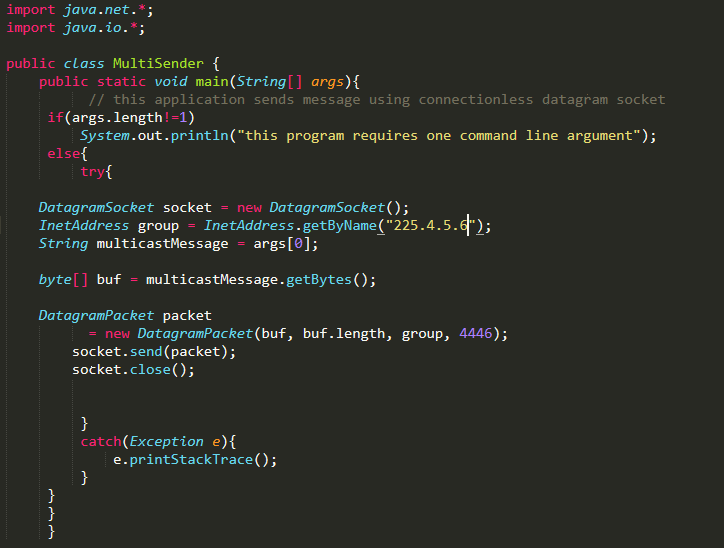 import java.net.*;
import java.io.*;
public class MultiSender {
public static void main(String[] args){
// this application sends message using connectionless datagram socket
if(args.length!=1)
System.out.println("this program requires one command line argument");
else{
try{
DatagramSocket socket = new DatagramSocket();
InetAddress group = InetAddress.getByName("225.4.5.6");
String multicastMessage = args[0];
byte[] buf = multicastMessage.getBytes();
DatagramPacket packet
= new DatagramPacket(buf, buf.length, group, 4446);
socket.send(packet);
socket.close();
}
catch(Exception e){
e.printStackTrace();
}
}
}
}